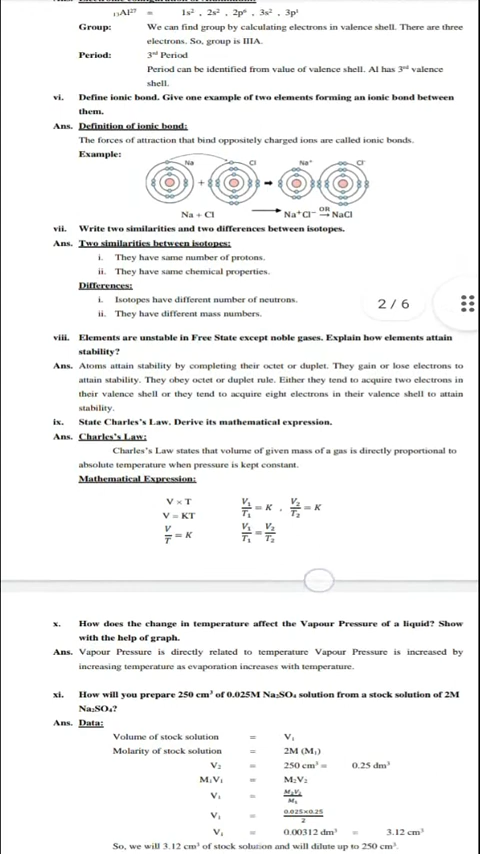 ₁₃Al²⁷ = 1s² , 2s² , 2p⁶ , 3s² , 3p¹
Group: We can find group by calculating electrons in valence shell. There are three
electrons. So, group is IIIA.
Period: 3ʳᵈ Period
Period can be identified from value of valence shell. Al has 3ʳᵈ valence
shell.
vi. Define ionic bond. Give one example of two elements forming an ionic bond between
them.
Ans. Definition of ionic bond:
The forces of attraction that bind oppositely charged ions are called ionic bonds.
Example:
Na Cl Na⁺ Cl⁻
+
Na + Cl → Na⁺Cl⁻ OR → NaCl
vii. Write two similarities and two differences between isotopes.
Ans. Two similarities between isotopes:
i. They have same number of protons.
ii. They have same chemical properties.
Differences:
i. Isotopes have different number of neutrons.
2 / 6
ii. They have different mass numbers.
viii. Elements are unstable in Free State except noble gases. Explain how elements attain
stability?
Ans. Atoms attain stability by completing their octet or duplet. They gain or lose electrons to
attain stability. They obey octet or duplet rule. Either they tend to acquire two electrons in
their valence shell or they tend to acquire eight electrons in their valence shell to attain
stability.
ix. State Charles's Law. Derive its mathematical expression.
Ans. Charles's Law:
Charles's Law states that volume of given mass of a gas is directly proportional to
absolute temperature when pressure is kept constant.
Mathematical Expression:
V × T V₁/T₁ = K , V₂/T₂ = K
V = KT
V/T = K V₁/T₁ = V₂/T₂
x. How does the change in temperature affect the Vapour Pressure of a liquid? Show
with the help of graph.
Ans. Vapour Pressure is directly related to temperature Vapour Pressure is increased by
increasing temperature as evaporation increases with temperature.
xi. How will you prepare 250 cm³ of 0.025M Na₂SO₄ solution from a stock solution of 2M
Na₂SO₄?
Ans. Data:
Volume of stock solution = V₁
Molarity of stock solution = 2M (M₁)
V₂ = 250 cm³ = 0.25 dm³
M₁V₁ = M₂V₂
V₁ = M₂V₂/M₁
V₁ = 0.025×0.25/2
V₁ = 0.00312 dm³ = 3.12 cm³
So, we will 3.12 cm³ of stock solution and will dilute up to 250 cm³.